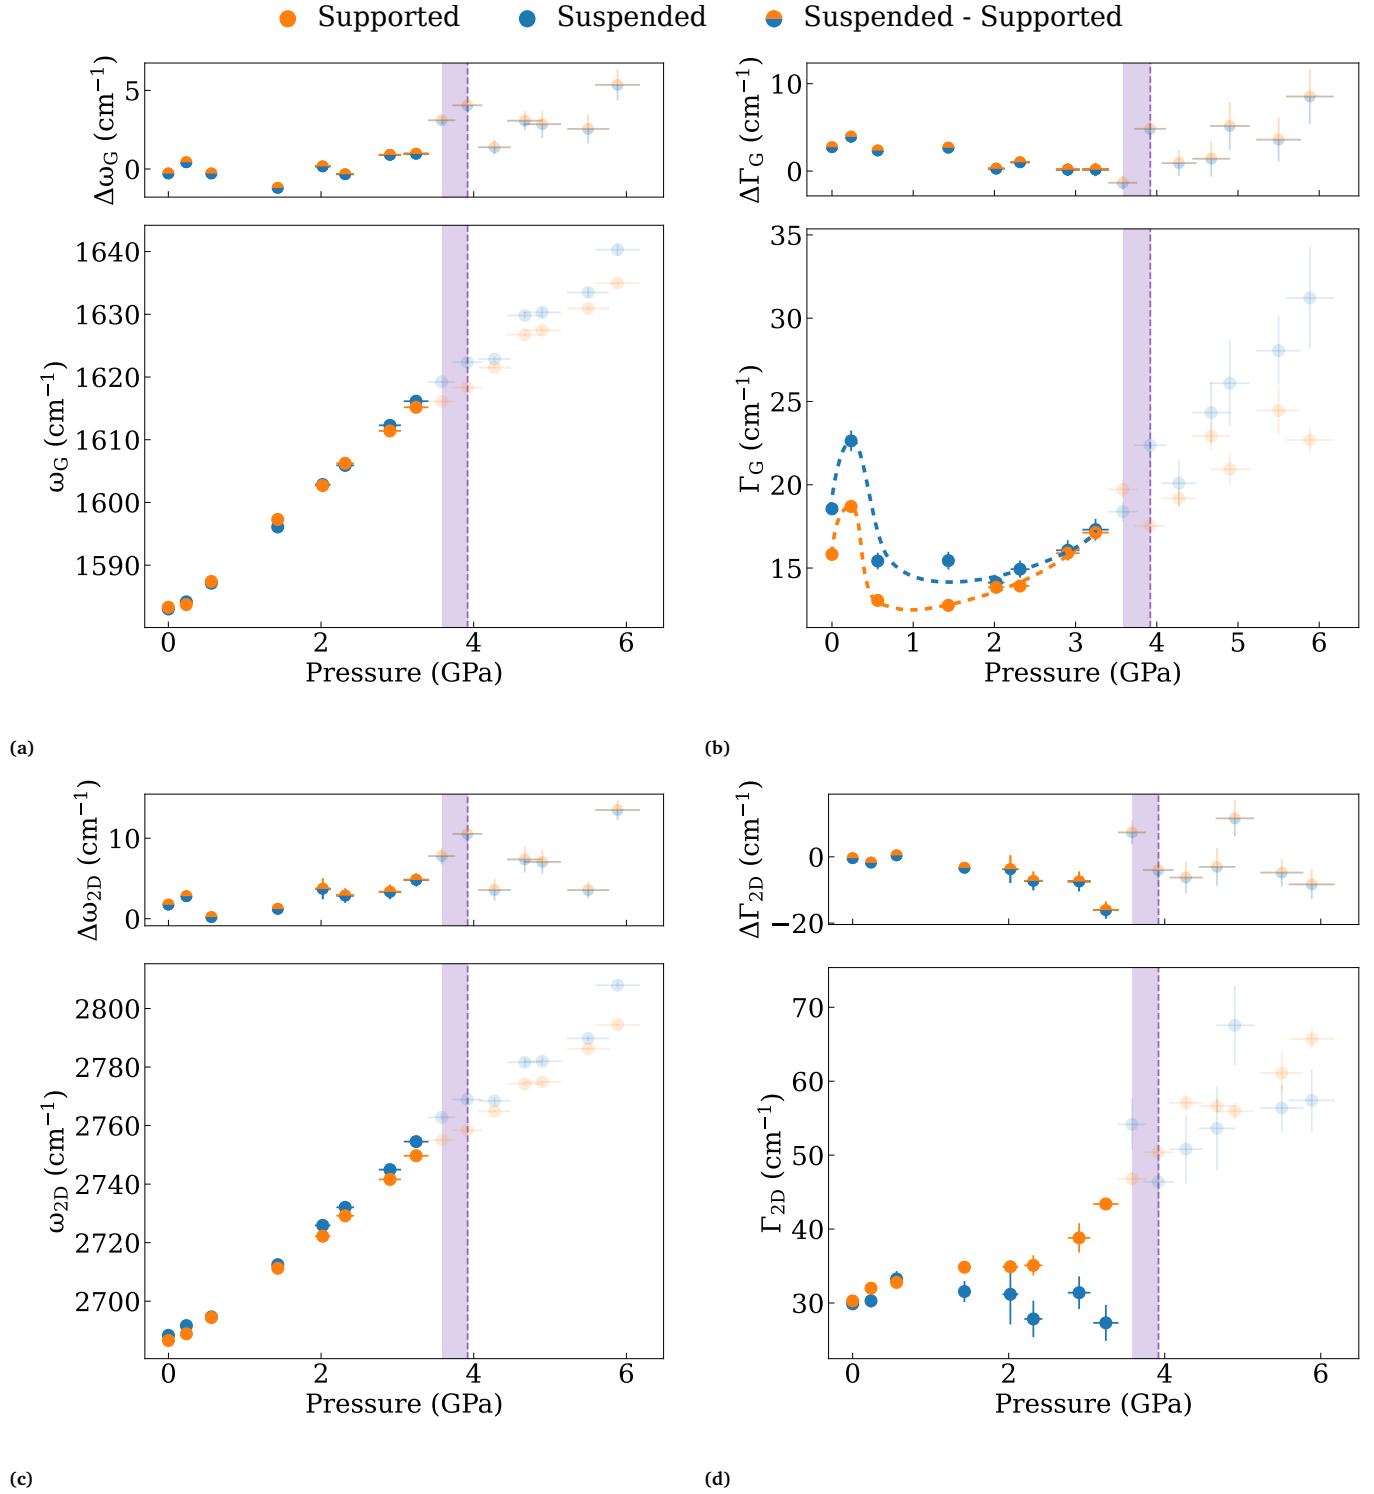 Supported Suspended Suspended - Supported
Δω_G (cm⁻¹)
5
0
ω_G (cm⁻¹)
1640
1630
1620
1610
1600
1590
0 2 4 6
Pressure (GPa)
(a)
ΔΓ_G (cm⁻¹)
10
0
Γ_G (cm⁻¹)
35
30
25
20
15
0 1 2 3 4 5 6
Pressure (GPa)
(b)
Δω_2D (cm⁻¹)
10
0
ω_2D (cm⁻¹)
2800
2780
2760
2740
2720
2700
0 2 4 6
Pressure (GPa)
(c)
ΔΓ_2D (cm⁻¹)
0
−20
Γ_2D (cm⁻¹)
70
60
50
40
30
0 2 4 6
Pressure (GPa)
(d)